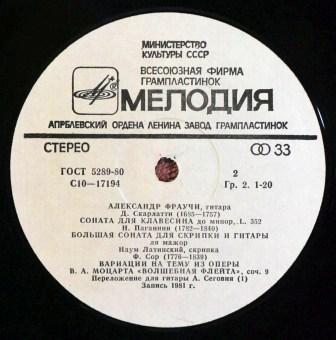 МИНИСТЕРСТВО
КУЛЬТУРЫ СССР
ВСЕСОЮЗНАЯ ФИРМА
ГРАМПЛАСТИНОК
МЕЛОДИЯ
АПРЕЛЕВСКИЙ ОРДЕНА ЛЕНИНА ЗАВОД ГРАМПЛАСТИНОК
СТЕРЕО 33
ГОСТ 5289-80 2
С10—17194 Гр. 2. 1-20
АЛЕКСАНДР ФРАУЧИ, гитара
Д. Скарлатти (1685—1757)
СОНАТА ДЛЯ КЛАВЕСИНА до минор, L. 352
Н. Паганини (1782—1840)
БОЛЬШАЯ СОНАТА ДЛЯ СКРИПКИ И ГИТАРЫ
ля мажор
Наум Латинский, скрипка
Ф. Сор (1776—1839)
ВАРИАЦИИ НА ТЕМУ ИЗ ОПЕРЫ
В. А. МОЦАРТА «ВОЛШЕБНАЯ ФЛЕЙТА», соч. 9
Переложение для гитары А. Сеговия (1)
Запись 1981 г.